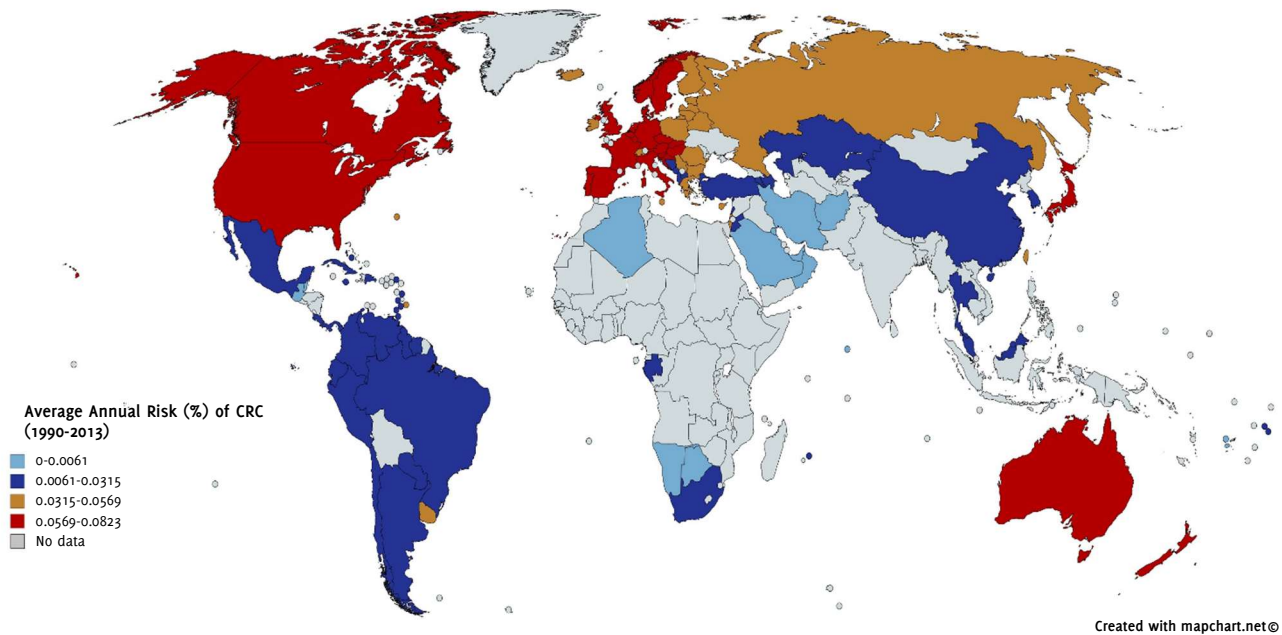 Average Annual Risk (%) of CRC
(1990-2013)
0-0.0061
0.0061-0.0315
0.0315-0.0569
0.0569-0.0823
No data
Created with mapchart.net©